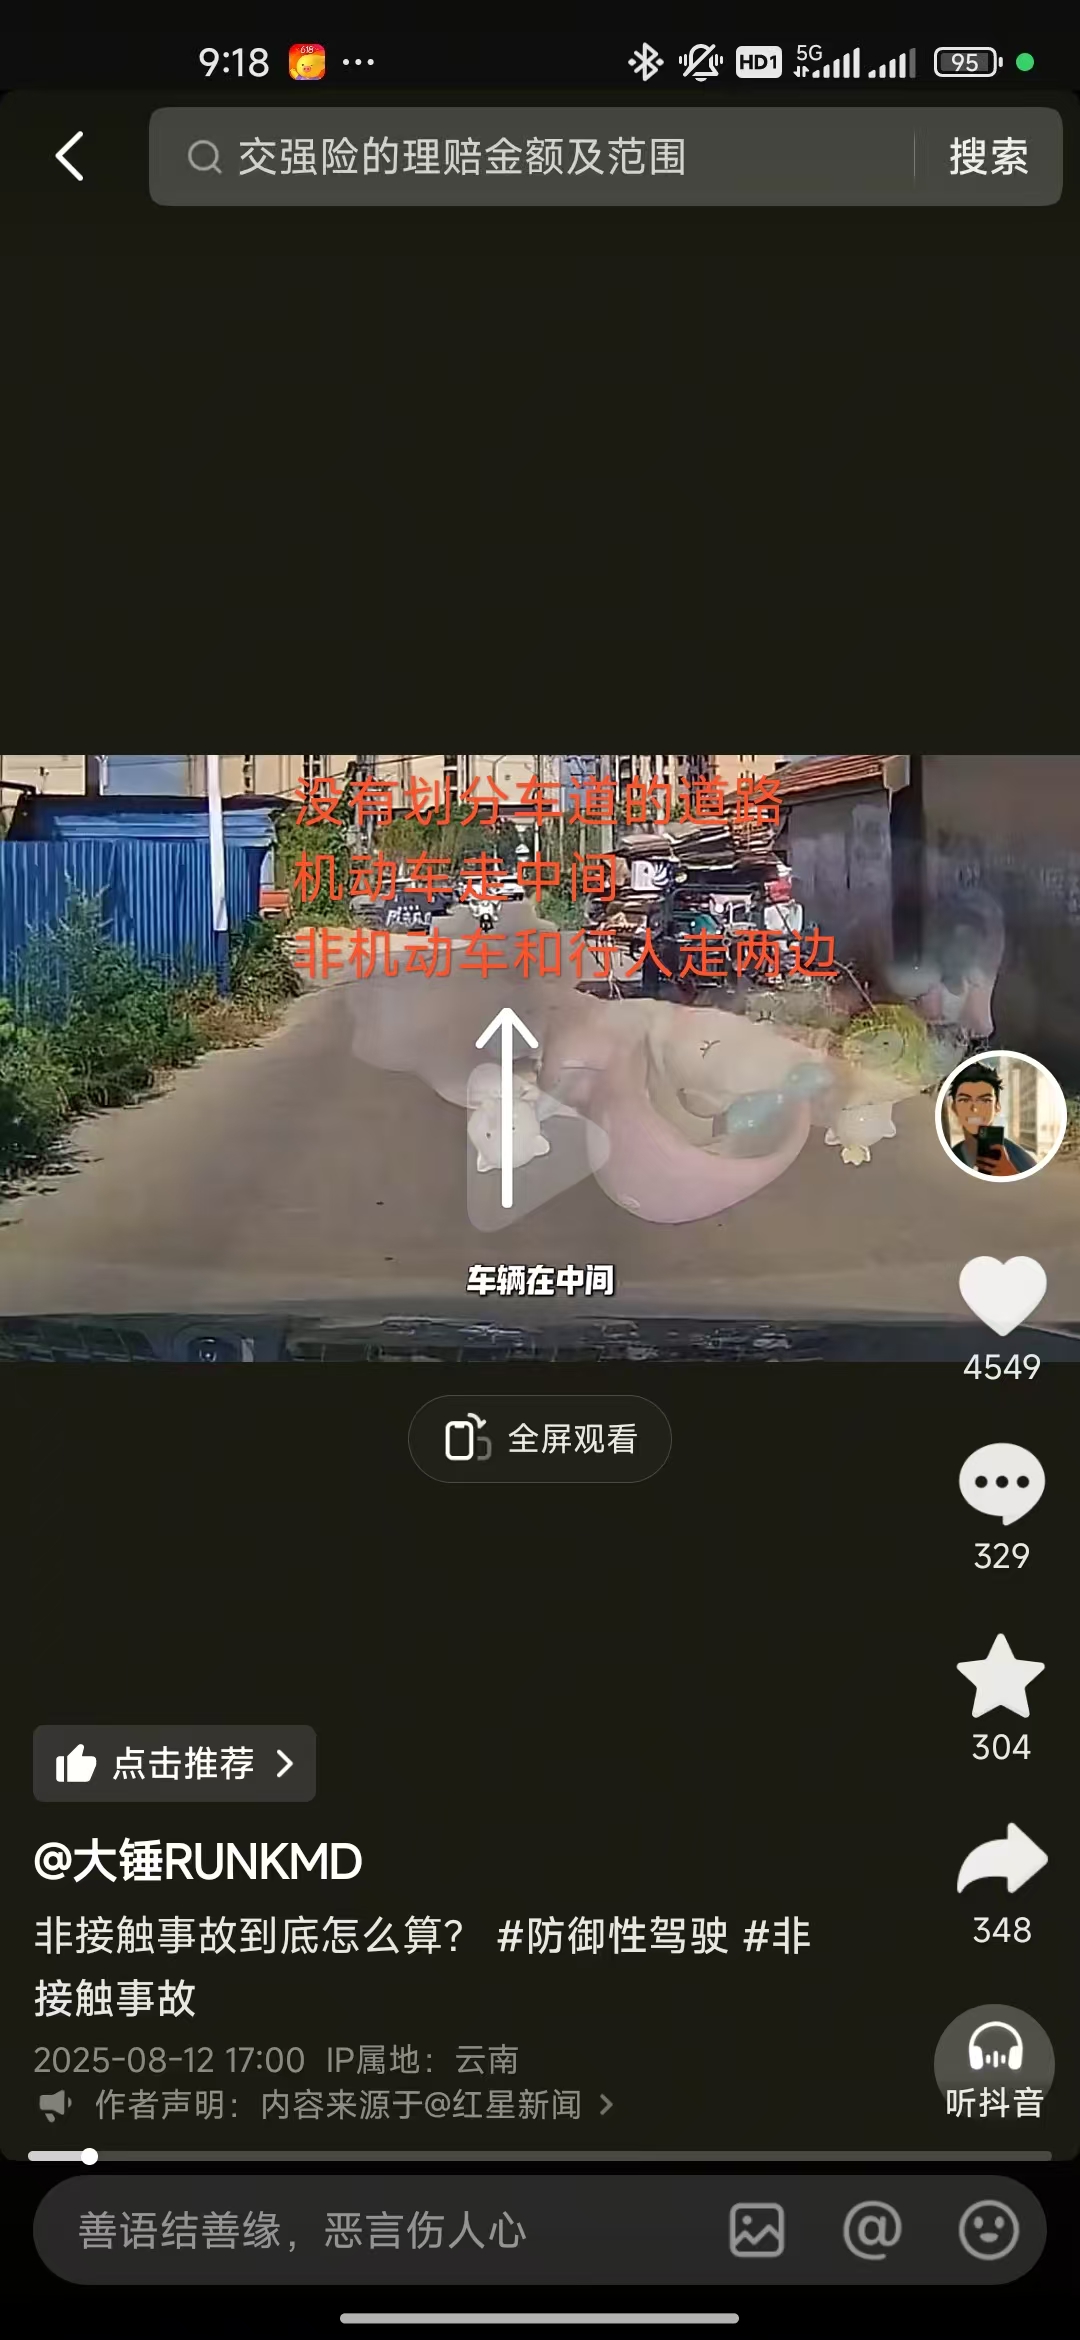 9:18
618
HD1
5G
95
交强险的理赔金额及范围
搜索
没有划分车道的道路
机动车走中间
非机动车和行人走两边
车辆在中间
4549
全屏观看
329
304
点击推荐
348
@大锤RUNKMD
非接触事故到底怎么算? #防御性驾驶 #非
接触事故
2025-08-12 17:00 IP属地：云南
作者声明：内容来源于@红星新闻
听抖音
善语结善缘，恶言伤人心